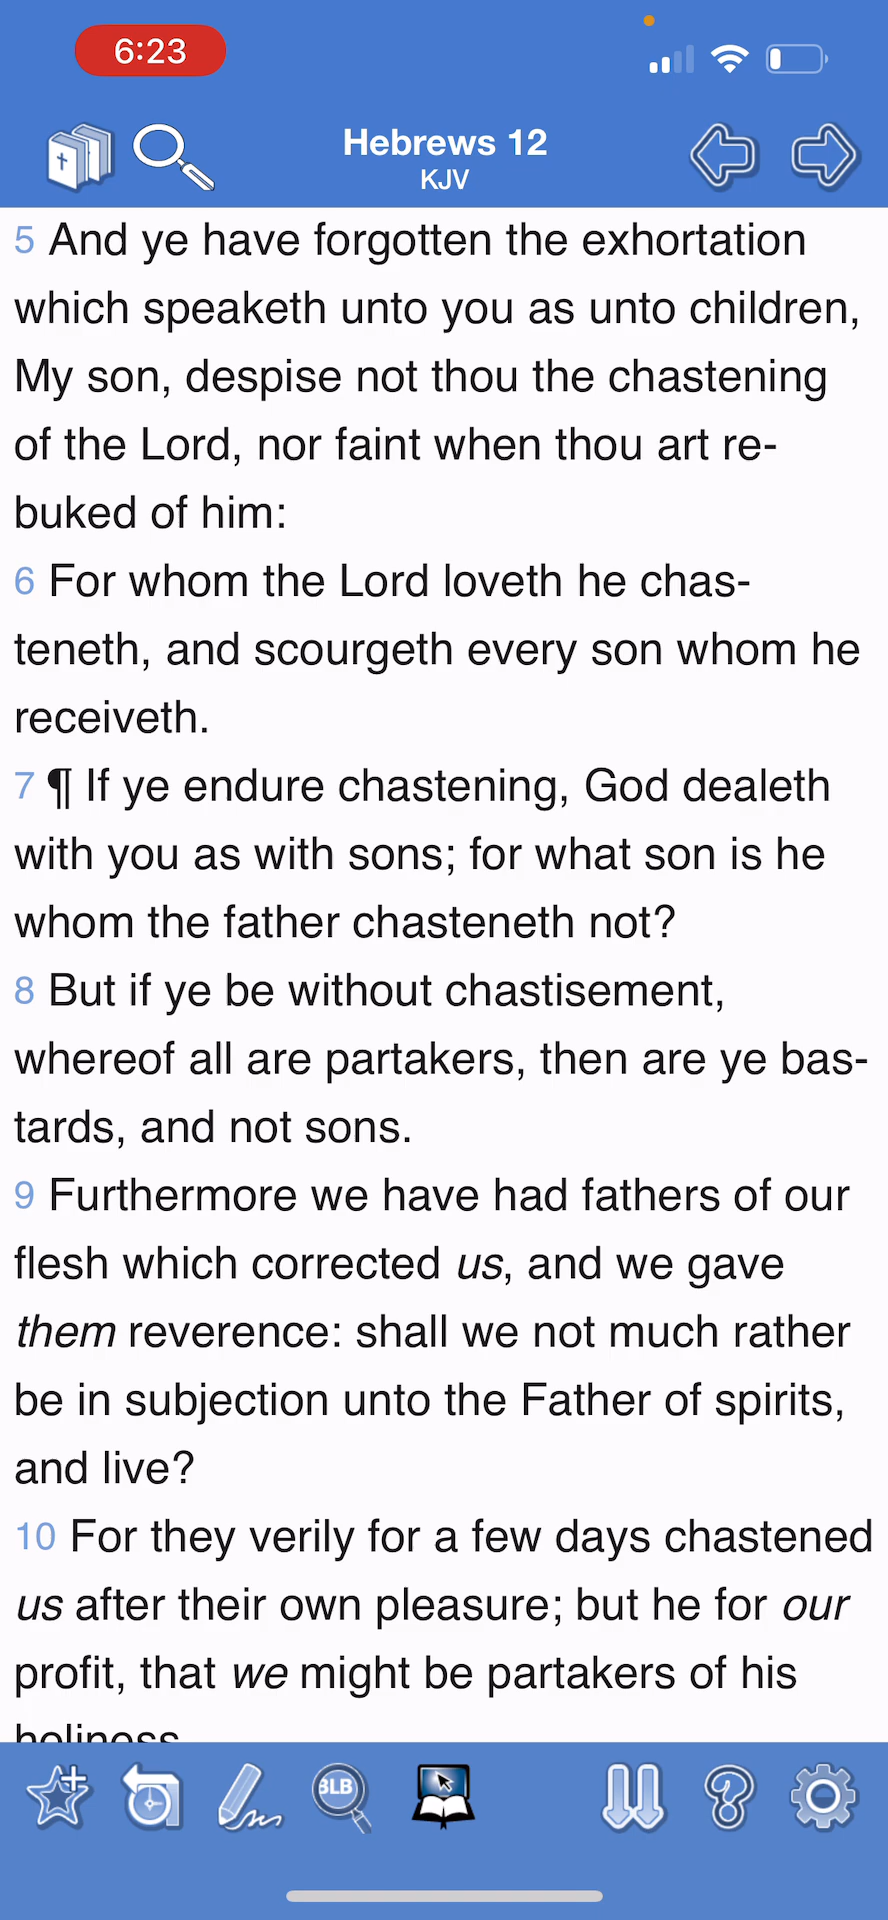 6:23
Hebrews 12
KJV
5 And ye have forgotten the exhortation
which speaketh unto you as unto children,
My son, despise not thou the chastening
of the Lord, nor faint when thou art re-
buked of him:
6 For whom the Lord loveth he chas-
teneth, and scourgeth every son whom he
receiveth.
7 ¶ If ye endure chastening, God dealeth
with you as with sons; for what son is he
whom the father chasteneth not?
8 But if ye be without chastisement,
whereof all are partakers, then are ye bas-
tards, and not sons.
9 Furthermore we have had fathers of our
flesh which corrected us, and we gave
them reverence: shall we not much rather
be in subjection unto the Father of spirits,
and live?
10 For they verily for a few days chastened
us after their own pleasure; but he for our
profit, that we might be partakers of his
holiness
BLB